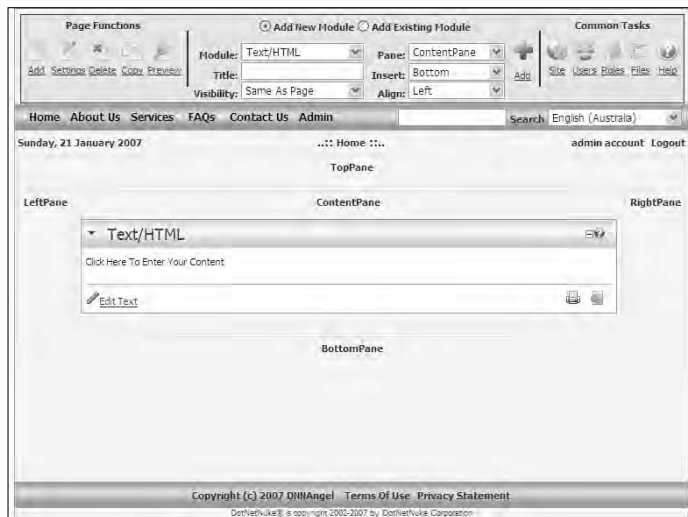 Page Functions
Add Settings Delete Copy Preview
Add New Module Add Existing Module
Module: Text/HTML Pane: ContentPane
Title: Insert: Bottom
Visibility: Same As Page Align: Left
Add
Common Tasks
Site Users Roles Files Help
Home About Us Services FAQs Contact Us Admin Search English (Australia)
Sunday, 21 January 2007 ..:: Home ::.. admin account Logout
TopPane
LeftPane ContentPane RightPane
Text/HTML
Click Here To Enter Your Content
Edit Text
BottomPane
Copyright (c) 2007 DNNAngel Terms Of Use Privacy Statement
DotNetNuke® is copyright 2002-2007 by DotNetNuke Corporation